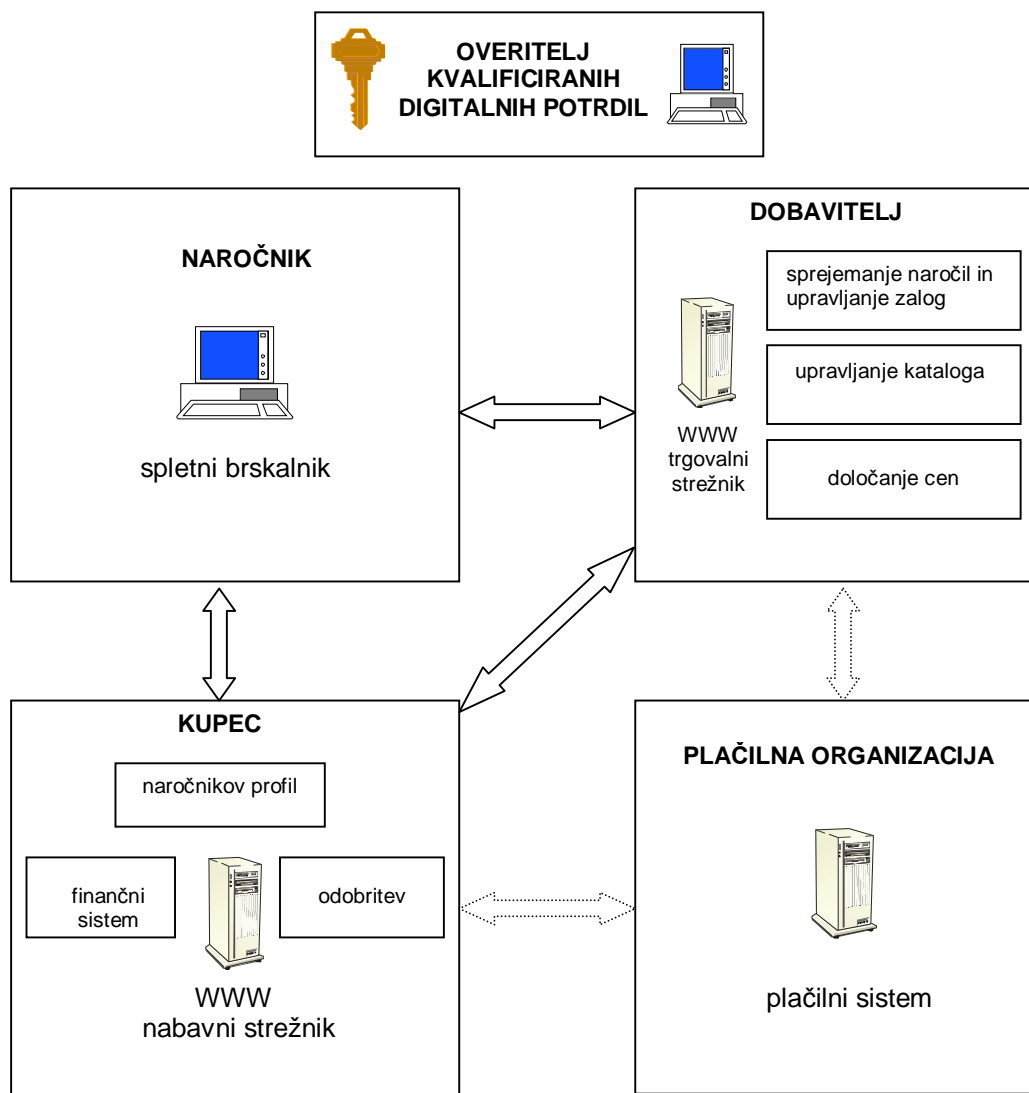 OVERITELJ
KVALIFICIRANIH
DIGITALNIH POTRDIL
NAROČNIK
spletni brskalnik
DOBAVITELJ
sprejemanje naročil in
upravljanje zalog
upravljanje kataloga
določanje cen
WWW
trgovalni
strežnik
KUPEC
naročnikov profil
finančni
sistem
odobritev
WWW
nabavni strežnik
PLAČILNA ORGANIZACIJA
plačilni sistem